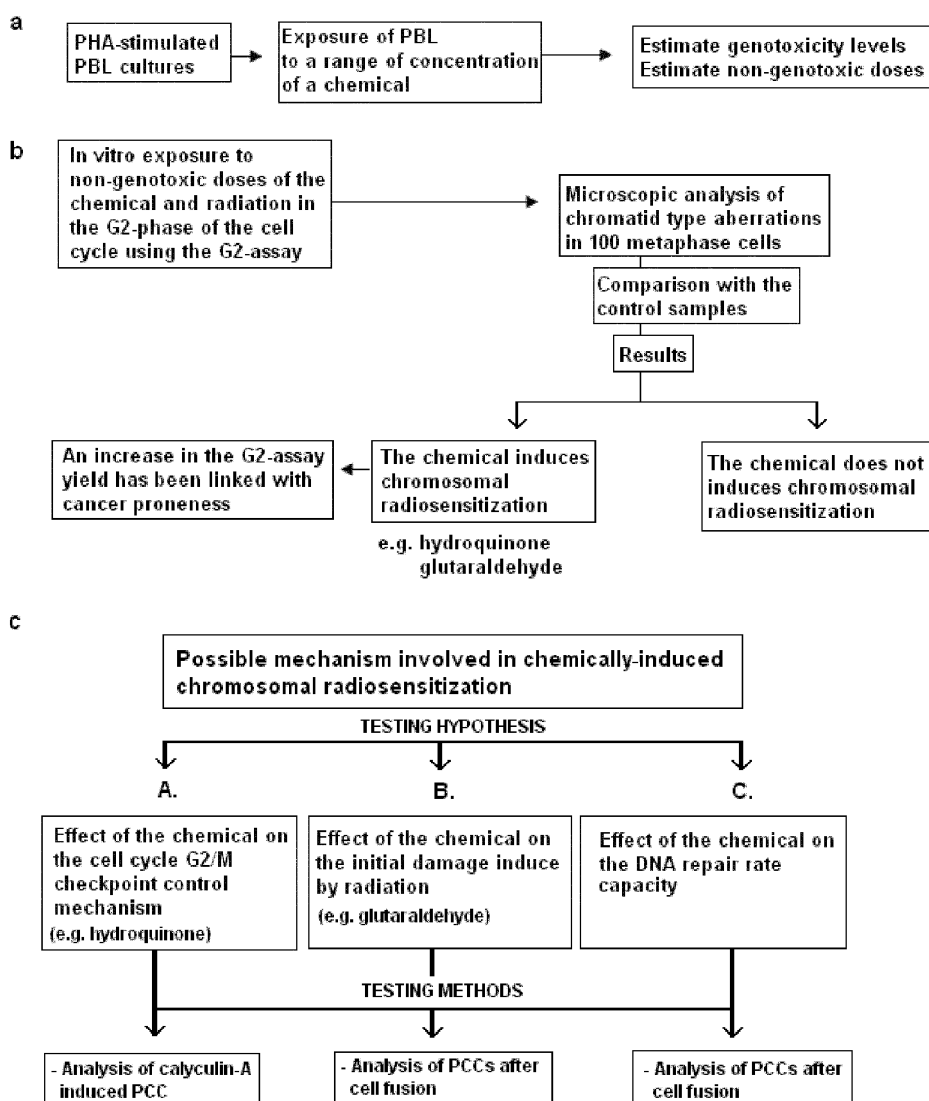 a
PHA-stimulated
PBL cultures
Exposure of PBL
to a range of concentration
of a chemical
Estimate genotoxicity levels
Estimate non-genotoxic doses
b
In vitro exposure to
non-genotoxic doses of the
chemical and radiation in
the G2-phase of the cell
cycle using the G2-assay
Microscopic analysis of
chromatid type aberrations
in 100 metaphase cells
Comparison with the
control samples
Results
An increase in the G2-assay
yield has been linked with
cancer proneness
The chemical induces
chromosomal
radiosensitization
e.g. hydroquinone
glutaraldehyde
The chemical does not
induces chromosomal
radiosensitization
c
Possible mechanism involved in chemically-induced
chromosomal radiosensitization
TESTING HYPOTHESIS
A.
B.
C.
Effect of the chemical on
the cell cycle G2/M
checkpoint control
mechanism
(e.g. hydroquinone)
Effect of the chemical on
the initial damage induce
by radiation
(e.g. glutaraldehyde)
Effect of the chemical on
the DNA repair rate
capacity
TESTING METHODS
- Analysis of calyculin-A
induced PCC
- Analysis of PCCs after
cell fusion
- Analysis of PCCs after
cell fusion